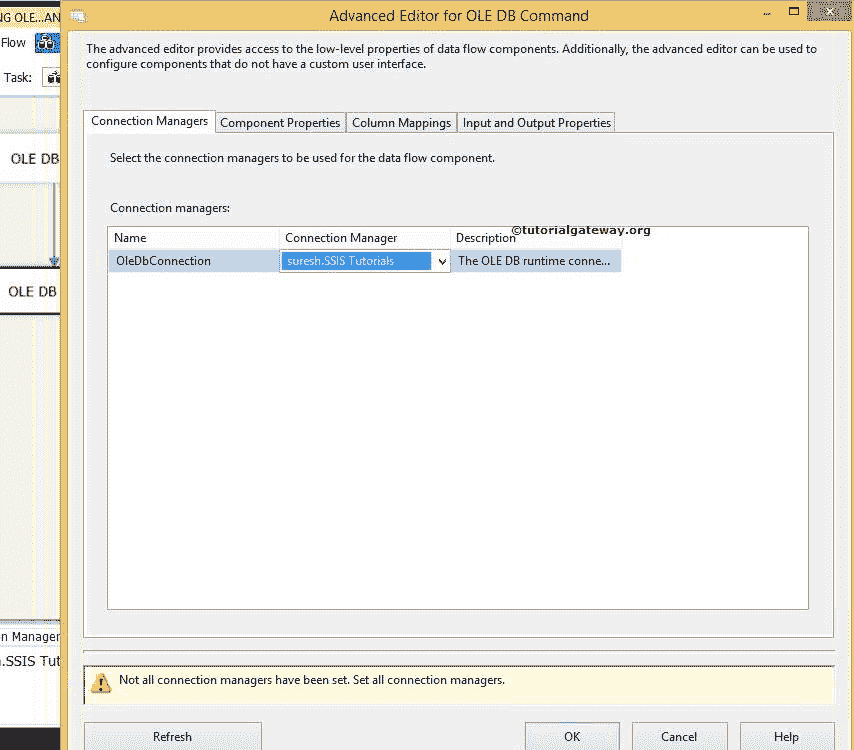 NG OLE...AN
Advanced Editor for OLE DB Command
Flow
The advanced editor provides access to the low-level properties of data flow components. Additionally, the advanced editor can be used to
configure components that do not have a custom user interface.
Task:
Connection Managers Component Properties Column Mappings Input and Output Properties
OLE DB
Select the connection managers to be used for the data flow component.
Connection managers:
©tutorialgateway.org
Name Connection Manager Description
OleDbConnection suresh.SSIS Tutorials The OLE DB runtime conne...
OLE DB
on Manager
.SSIS Tut
Not all connection managers have been set. Set all connection managers.
Refresh OK Cancel Help